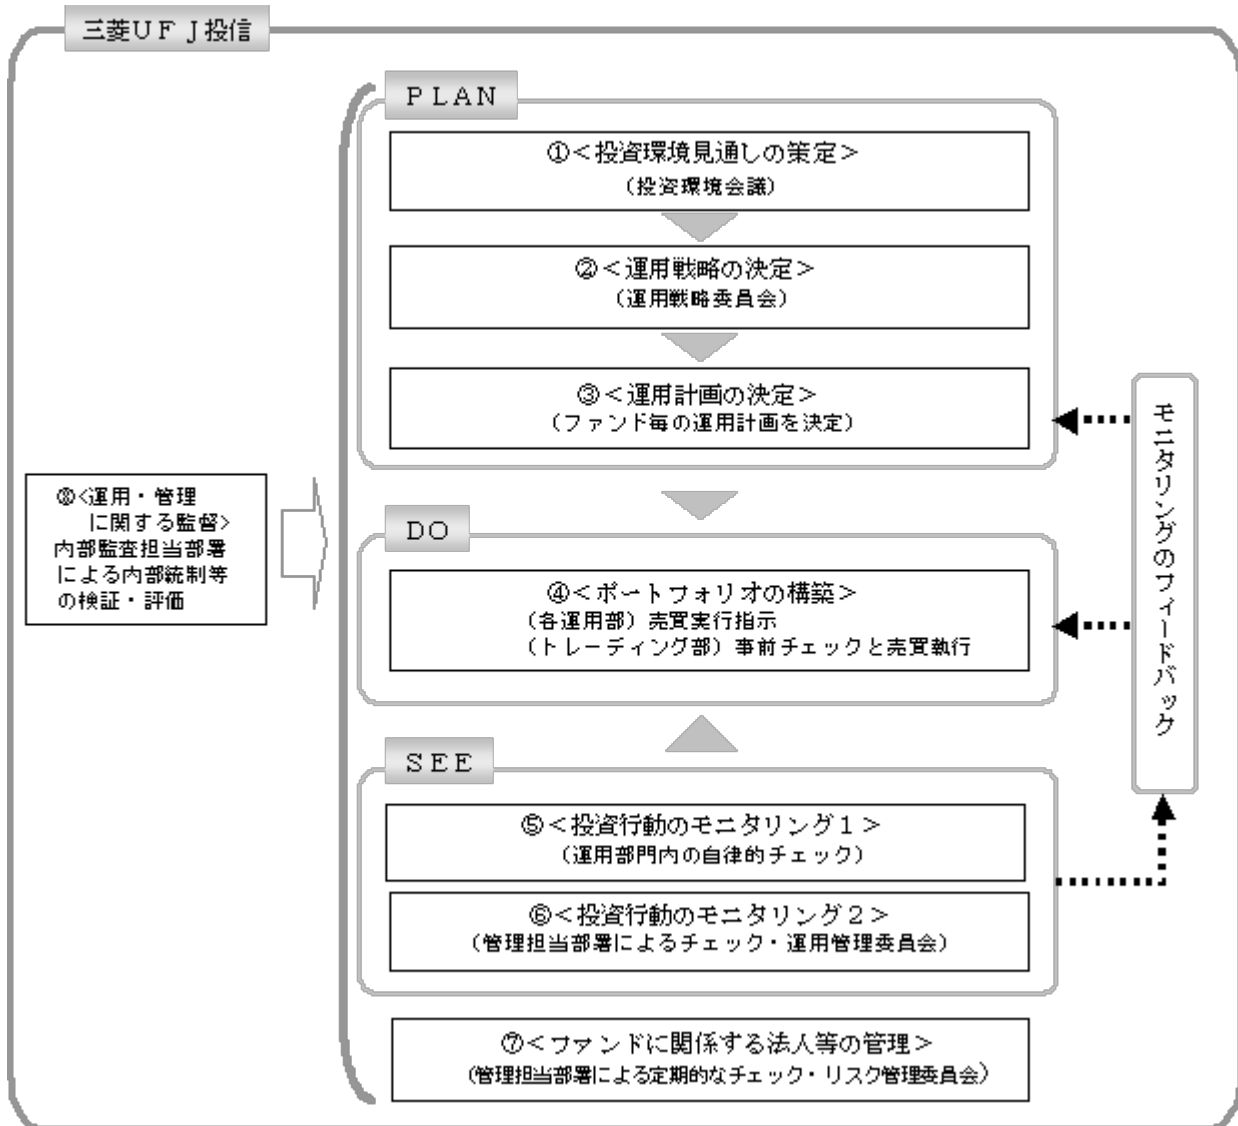 三菱ＵＦＪ投信
ＰＬＡＮ
①＜投資環境見通しの策定＞
（投資環境会議）
②＜運用戦略の決定＞
（運用戦略委員会）
③＜運用計画の決定＞
（ファンド毎の運用計画を決定）
モニタリングのフィードバック
⑧<運用・管理
に関する監督>
内部監査担当部署
による内部統制等
の検証・評価
ＤＯ
④＜ポートフォリオの構築＞
（各運用部）売買実行指示
（トレーディング部）事前チェックと売買執行
ＳＥＥ
⑤＜投資行動のモニタリング１＞
（運用部門内の自律的チェック）
⑥＜投資行動のモニタリング２＞
（管理担当部署によるチェック・運用管理委員会）
⑦＜ファンドに関係する法人等の管理＞
（管理担当部署による定期的なチェック・リスク管理委員会）